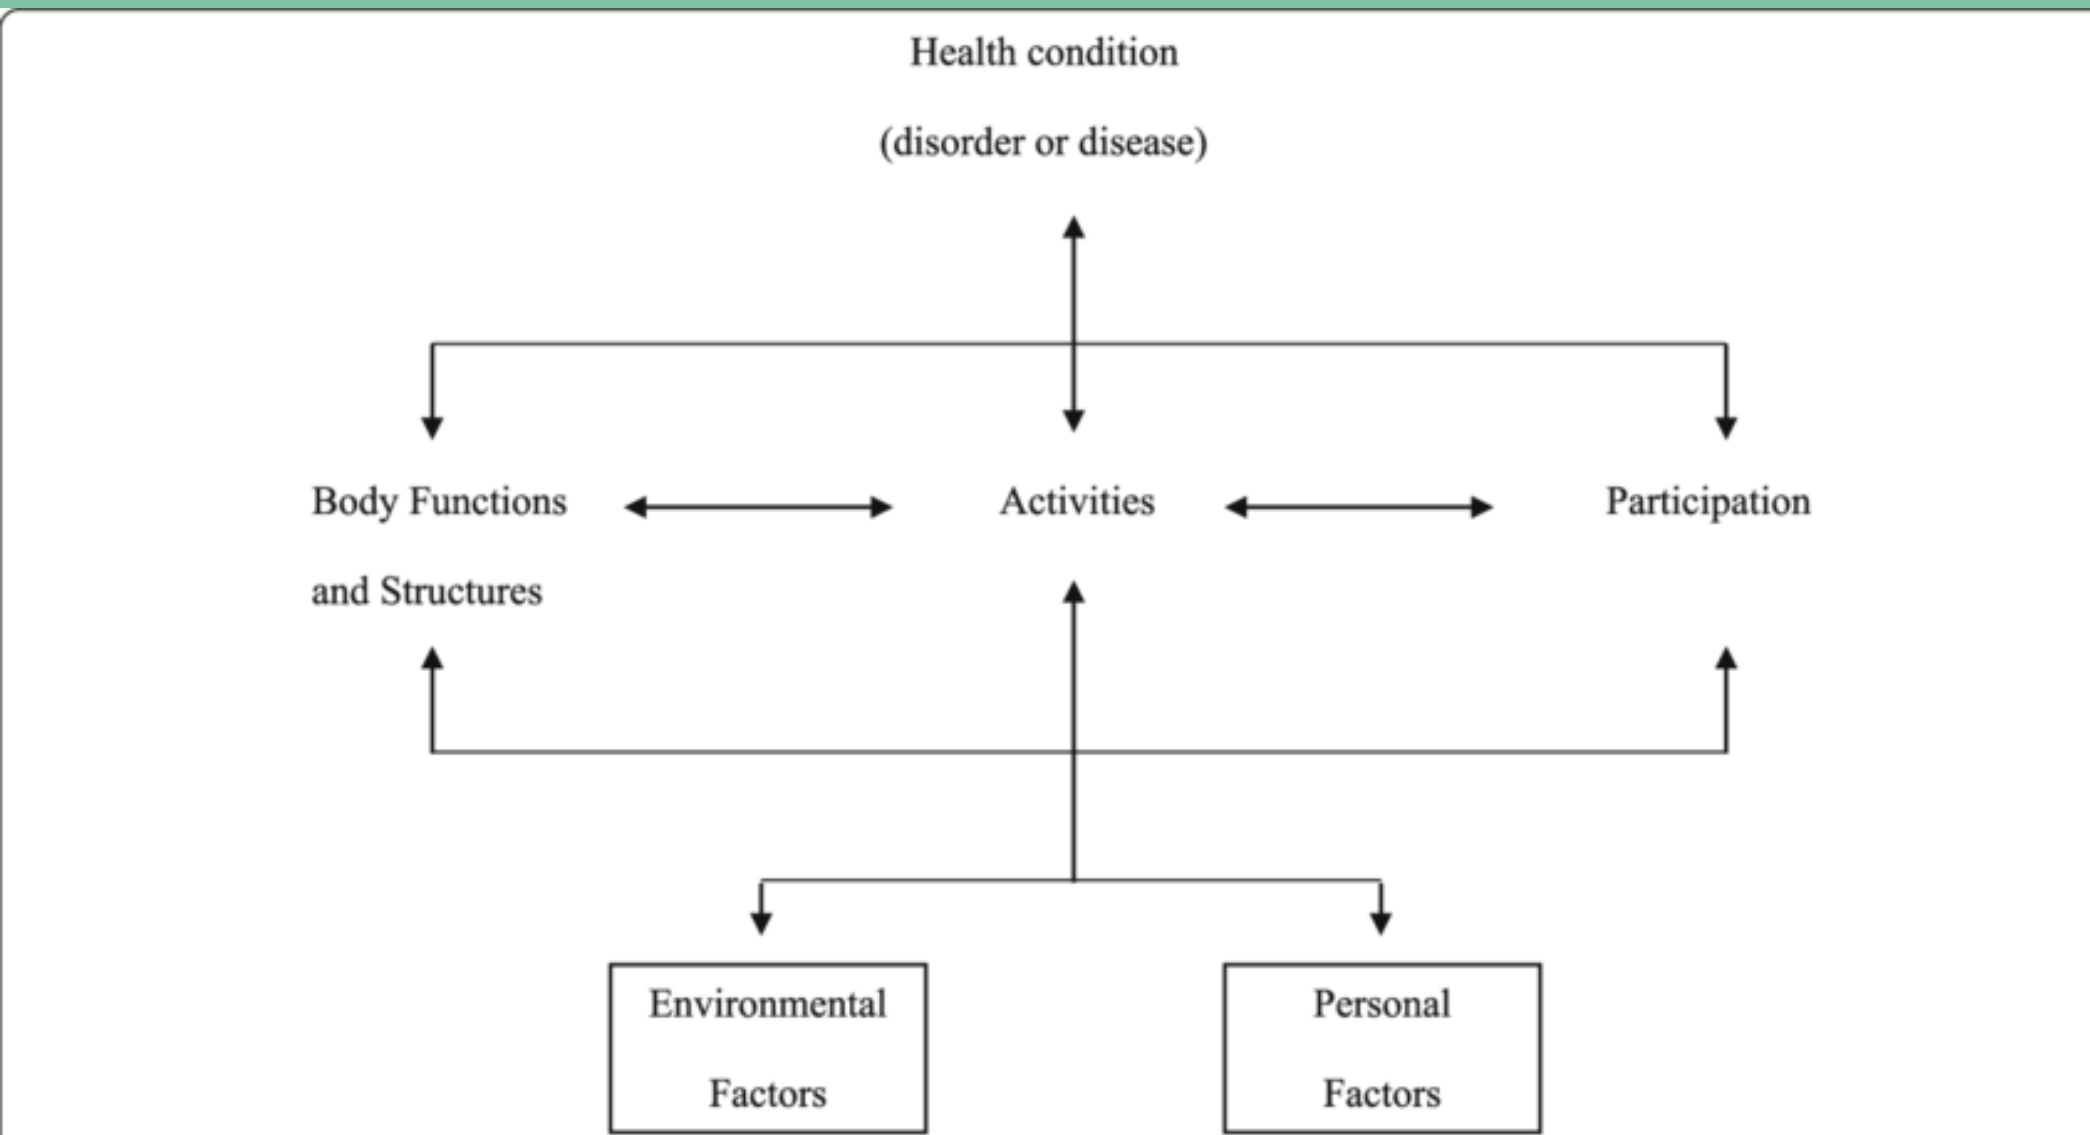 Health condition
(disorder or disease)
Body Functions
and Structures
Activities
Participation
Environmental
Factors
Personal
Factors